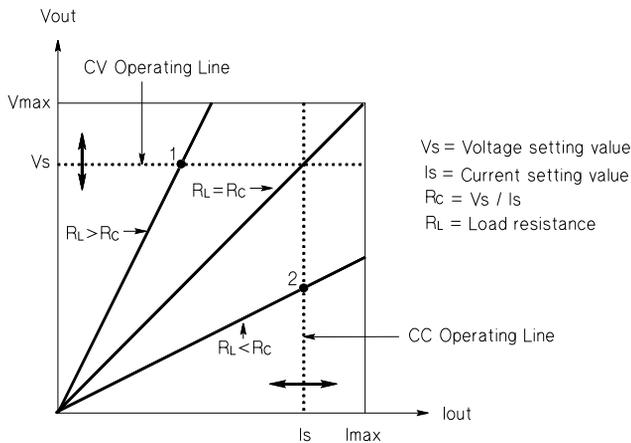 Vout
CV Operating Line
Vmax
1
Vs
RL=RC
RL>RC
2
RL<RC
CC Operating Line
Iout
Is
Imax
Vs = Voltage setting value
Is = Current setting value
RC = Vs / Is
RL = Load resistance